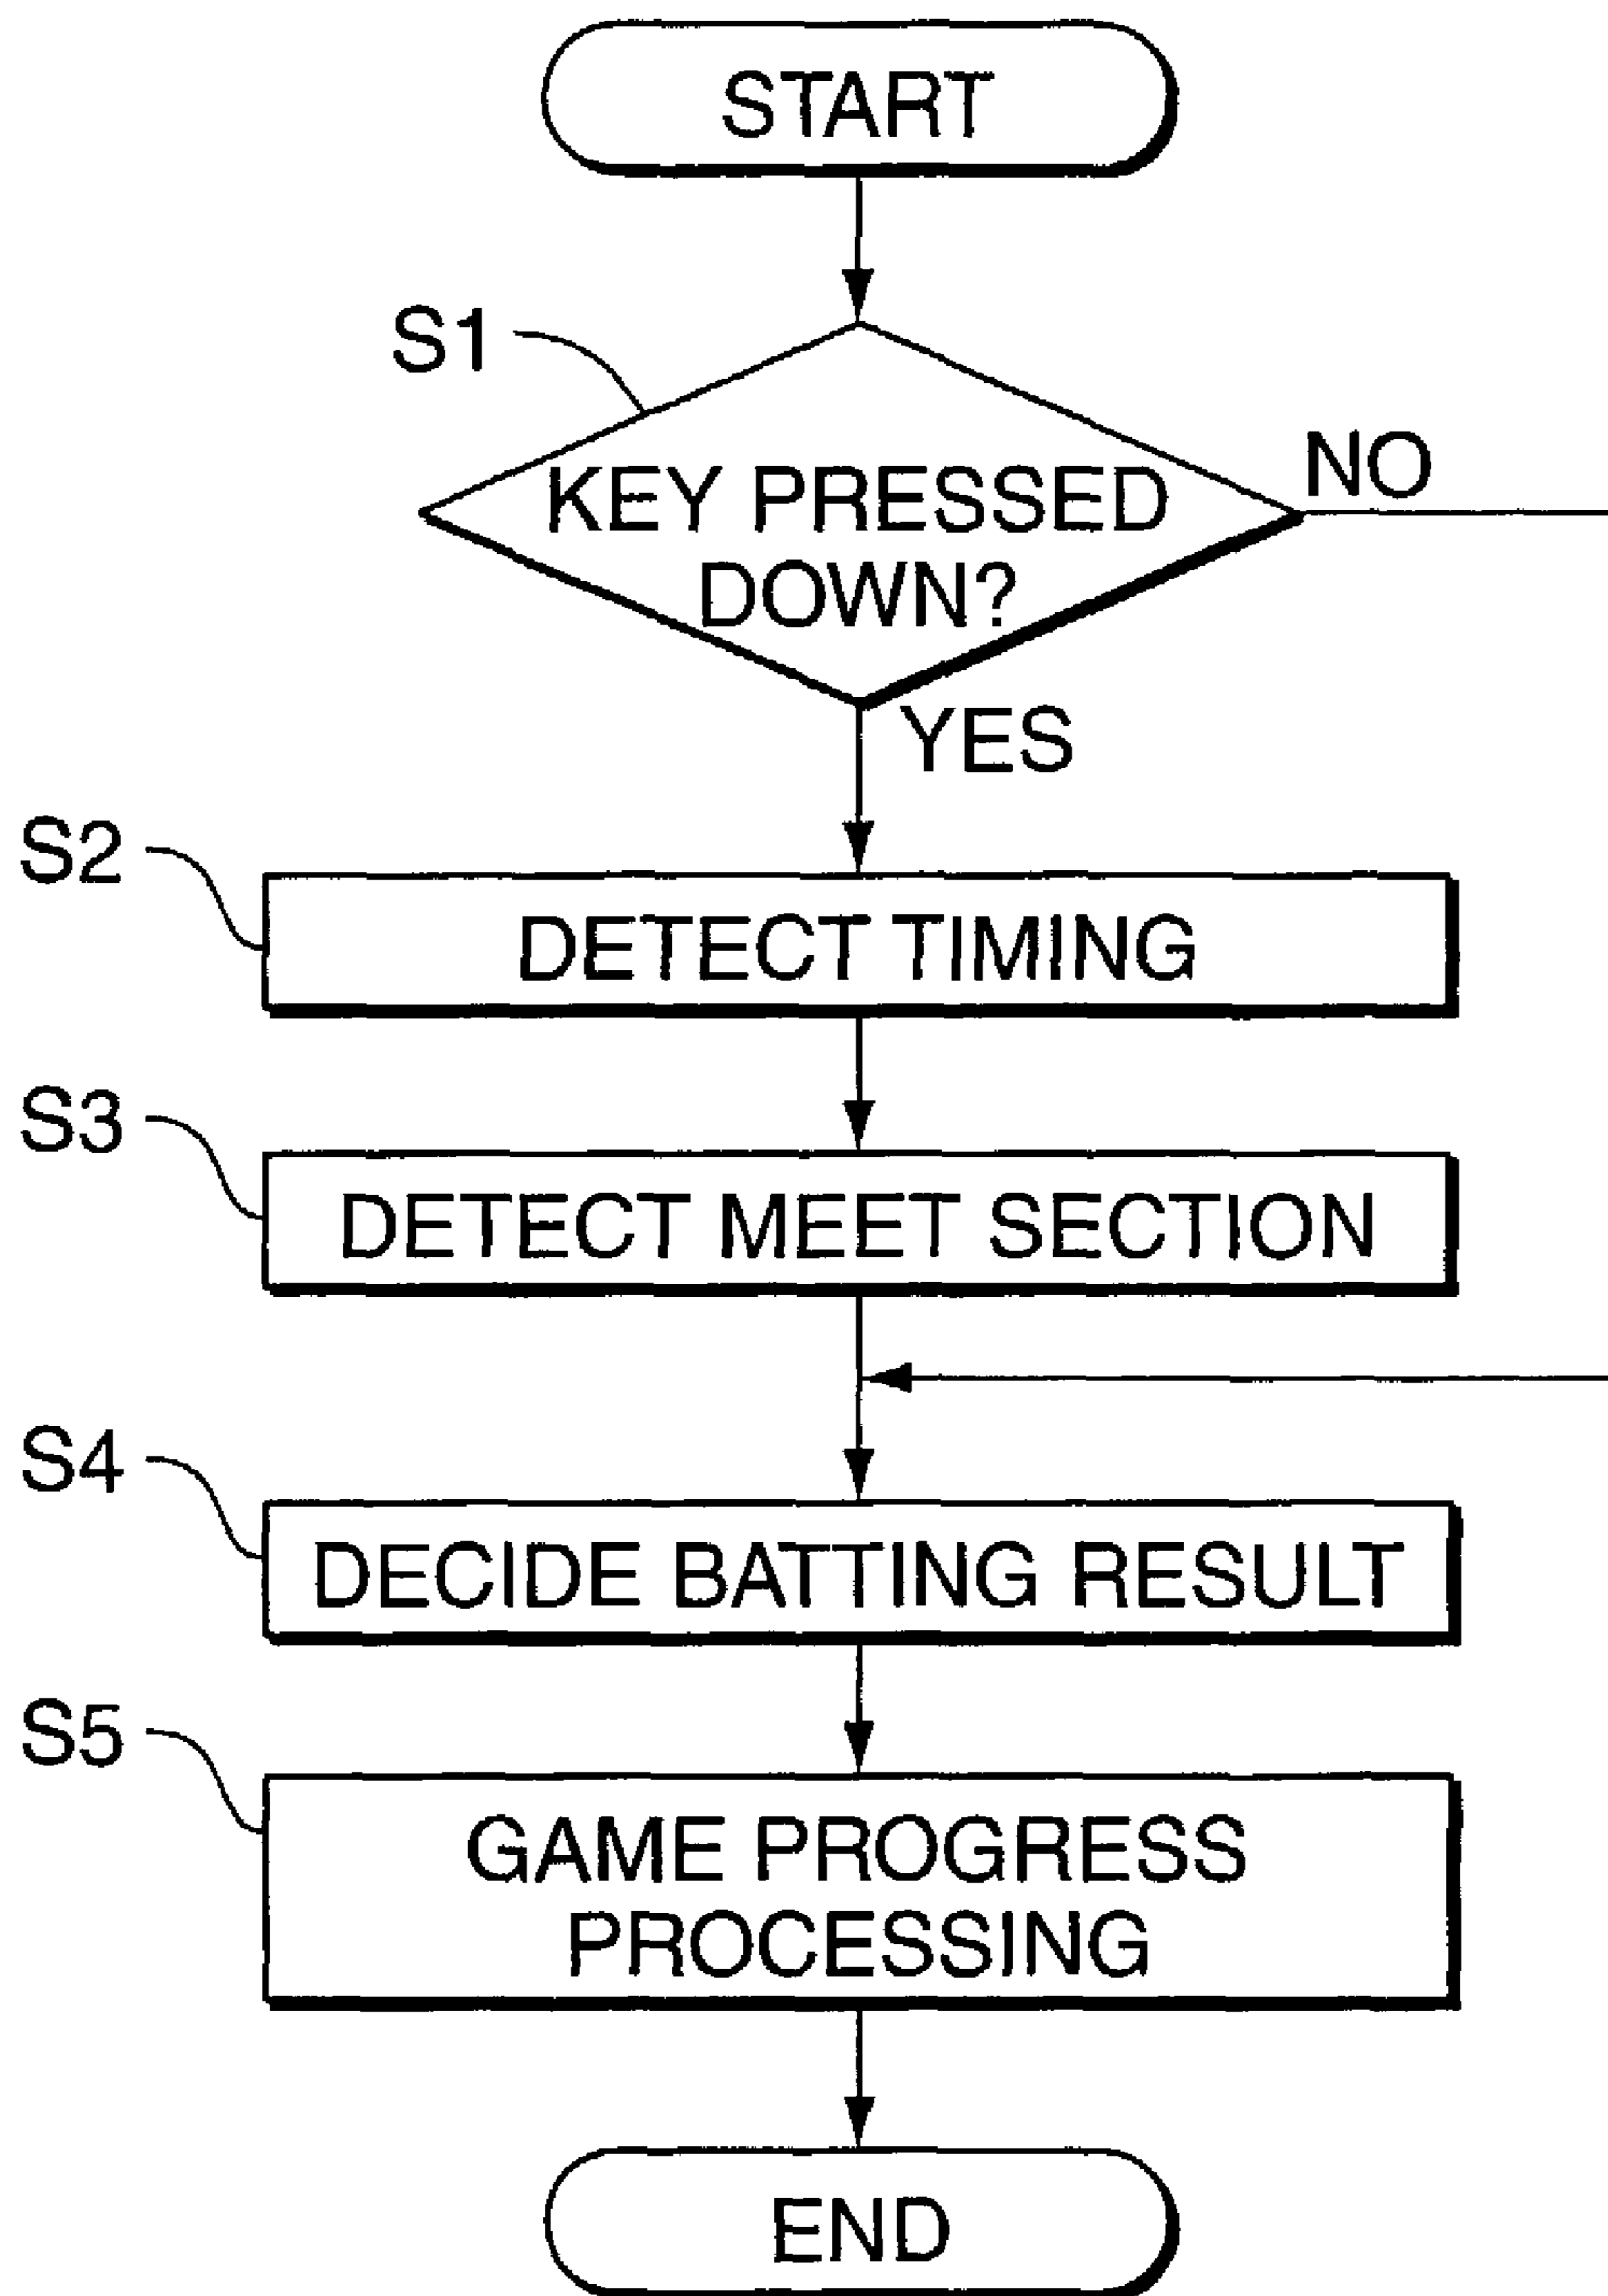 START
S1
KEY PRESSED
DOWN?
NO
YES
S2
DETECT TIMING
S3
DETECT MEET SECTION
S4
DECIDE BATTING RESULT
S5
GAME PROGRESS
PROCESSING
END